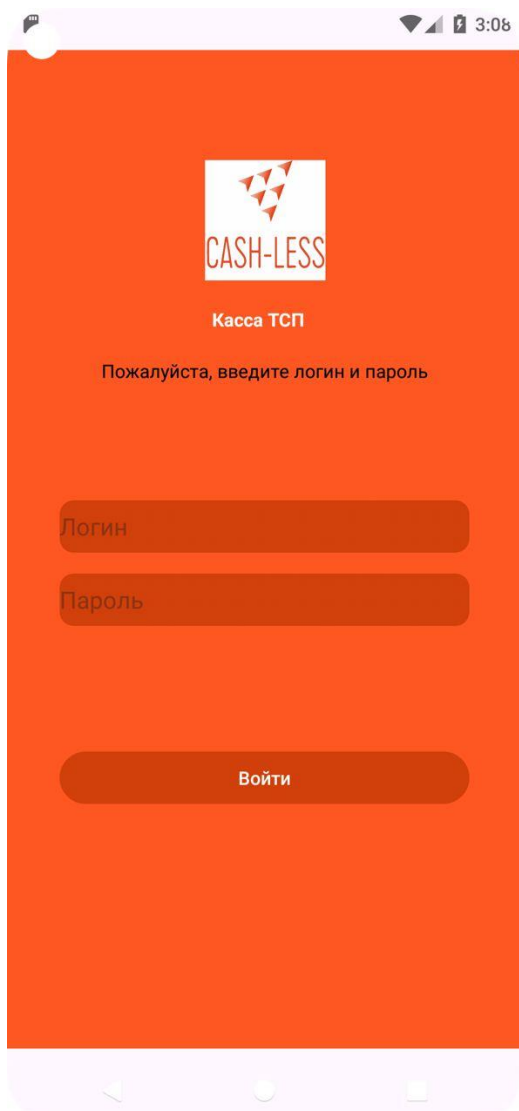 3:08
CASH-LESS
Касса ТСП
Пожалуйста, введите логин и пароль
Логин
Пароль
Войти